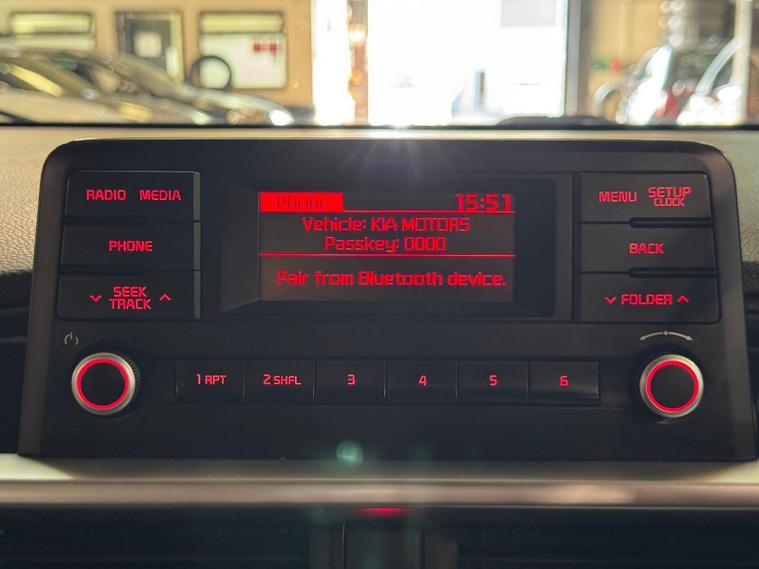 RADIO MEDIA
PHONE
SEEK
TRACK
Phone 15:51
Vehicle: KIA MOTORS
Passkey: 0000
Pair from Bluetooth device.
MENU SETUP
CLOCK
BACK
FOLDER
1 RPT 2 SHFL 3 4 5 6